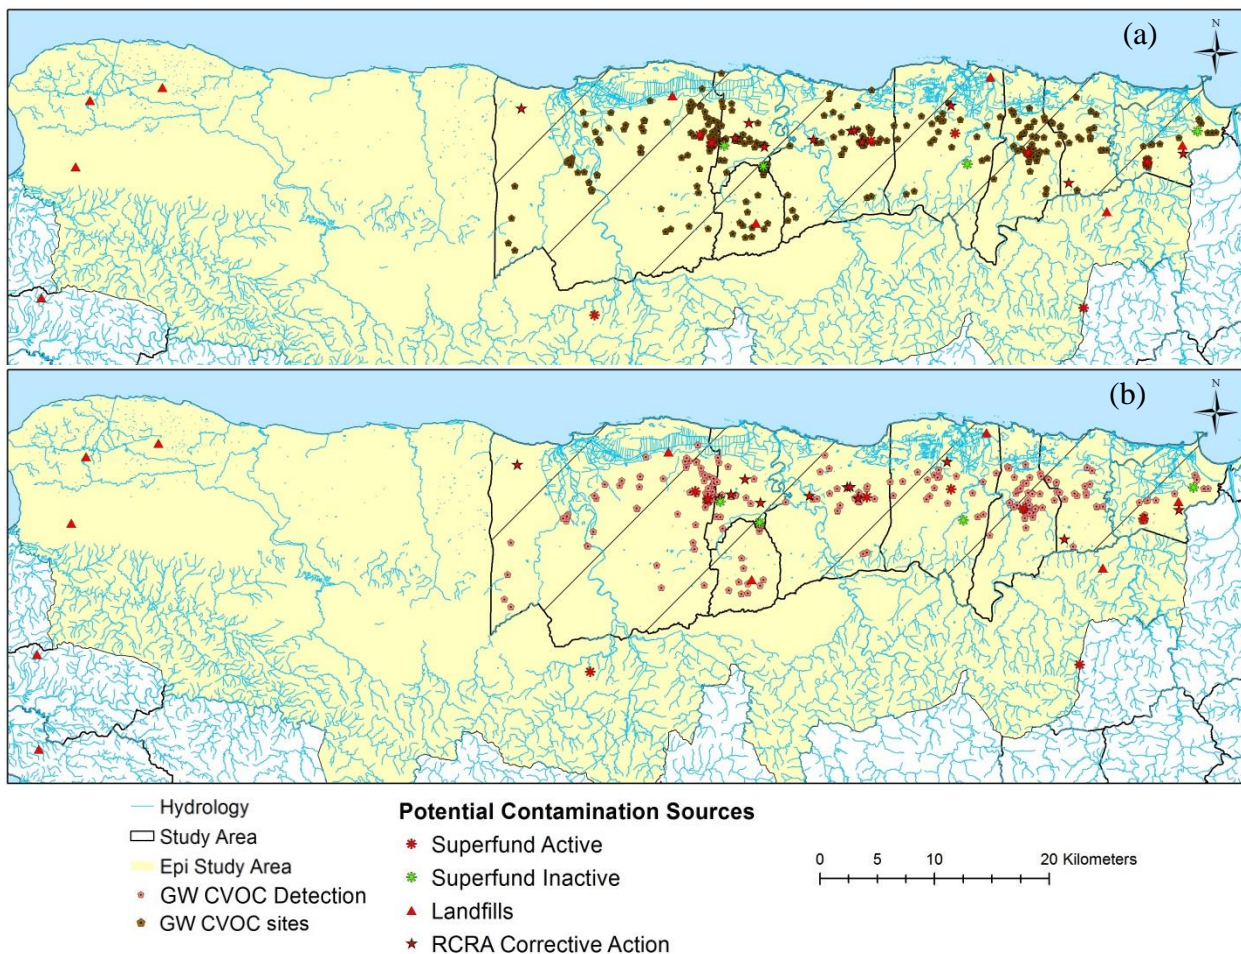 (a)
N
(b)
N
Hydrology
Study Area
Epi Study Area
GW CVOC Detection
GW CVOC sites
Potential Contamination Sources
Superfund Active
Superfund Inactive
Landfills
RCRA Corrective Action
0 5 10 20 Kilometers